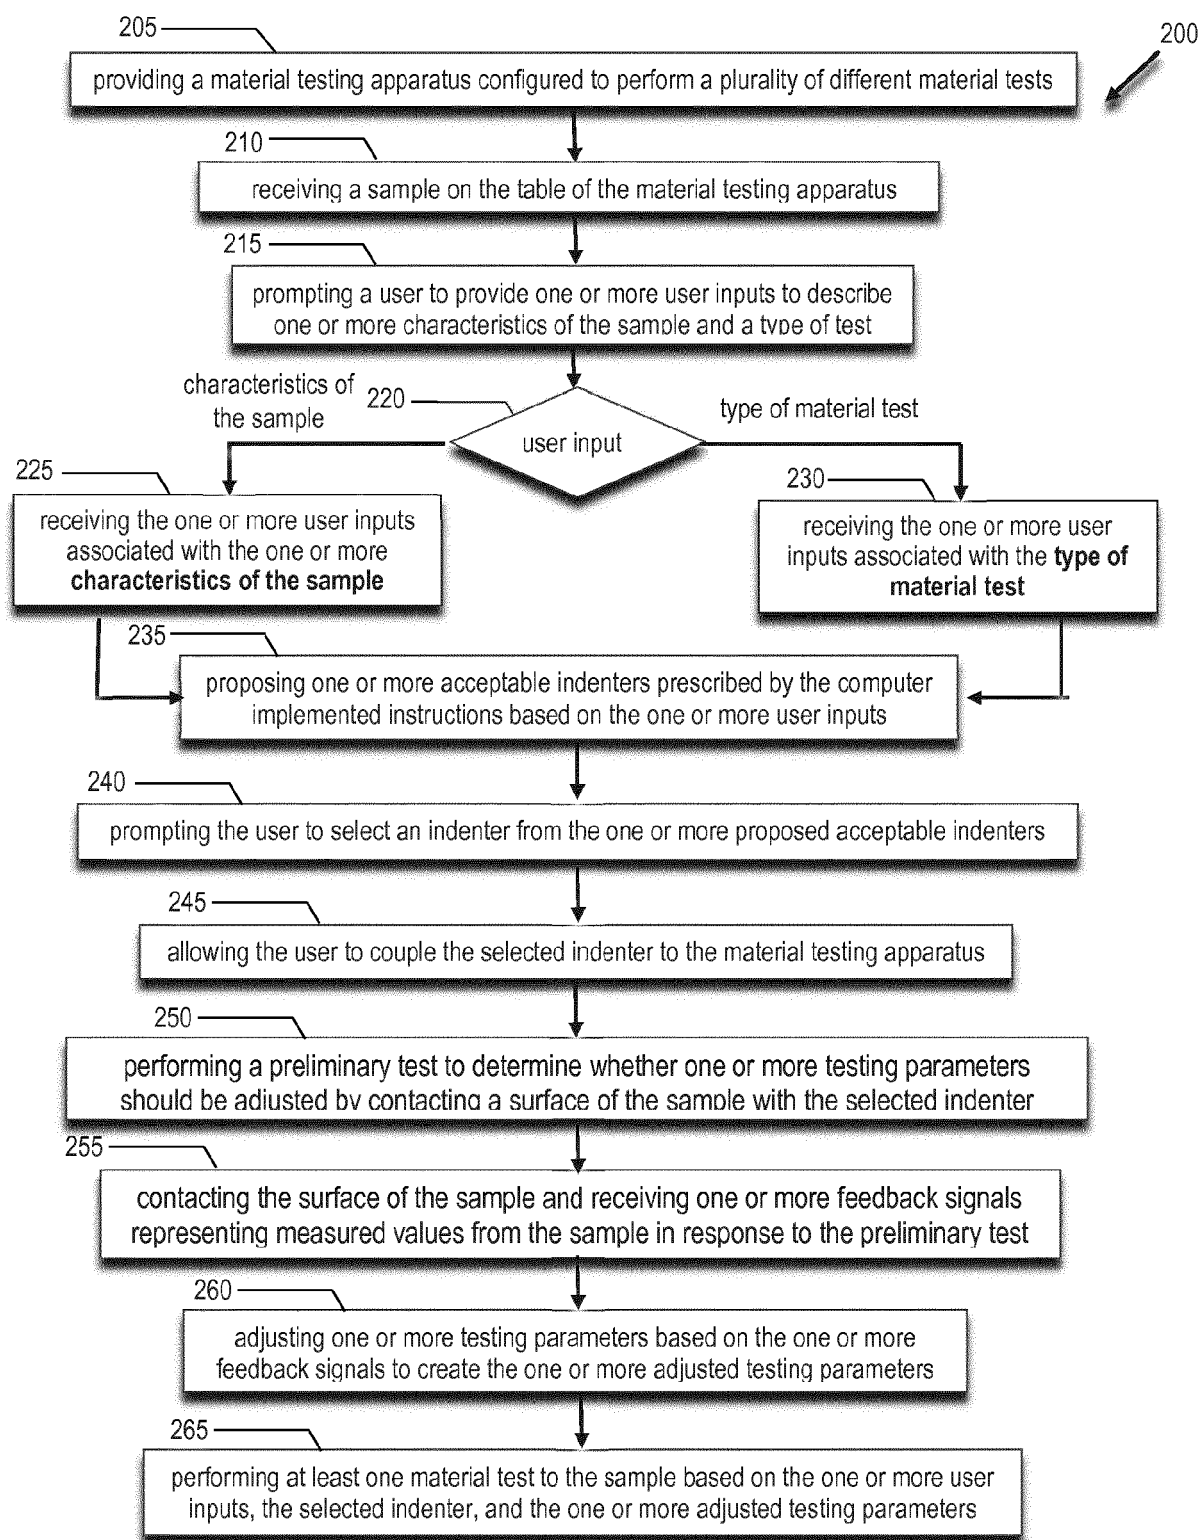 205
200
providing a material testing apparatus configured to perform a plurality of different material tests
210
receiving a sample on the table of the material testing apparatus
215
prompting a user to provide one or more user inputs to describe
one or more characteristics of the sample and a type of test
characteristics of
the sample
220
type of material test
user input
225
230
receiving the one or more user inputs
associated with the one or more
characteristics of the sample
receiving the one or more user
inputs associated with the type of
material test
235
proposing one or more acceptable indenters prescribed by the computer
implemented instructions based on the one or more user inputs
240
prompting the user to select an indenter from the one or more proposed acceptable indenters
245
allowing the user to couple the selected indenter to the material testing apparatus
250
performing a preliminary test to determine whether one or more testing parameters
should be adjusted by contacting a surface of the sample with the selected indenter
255
contacting the surface of the sample and receiving one or more feedback signals
representing measured values from the sample in response to the preliminary test
260
adjusting one or more testing parameters based on the one or more
feedback signals to create the one or more adjusted testing parameters
265
performing at least one material test to the sample based on the one or more user
inputs, the selected indenter, and the one or more adjusted testing parameters